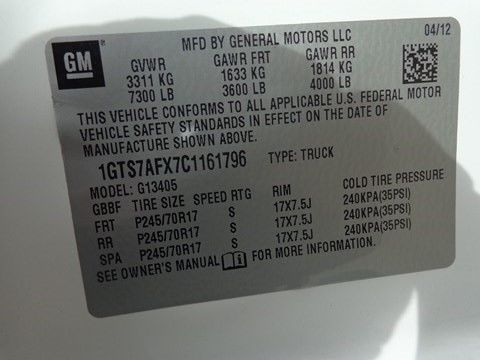 GM
MFD BY GENERAL MOTORS LLC 04/12
GVWR GAWR FRT GAWR RR
3311 KG 1633 KG 1814 KG
7300 LB 3600 LB 4000 LB
THIS VEHICLE CONFORMS TO ALL APPLICABLE U.S. FEDERAL MOTOR
VEHICLE SAFETY STANDARDS IN EFFECT ON THE DATE OF
MANUFACTURE SHOWN ABOVE.
1GTS7AFX7C1161796 TYPE: TRUCK
MODEL: G13405
GBBF TIRE SIZE SPEED RTG RIM COLD TIRE PRESSURE
FRT P245/70R17 S 17X7.5J 240KPA(35PSI)
RR P245/70R17 S 17X7.5J 240KPA(35PSI)
SPA P245/70R17 S 17X7.5J 240KPA(35PSI)
SEE OWNER'S MANUAL FOR MORE INFORMATION.